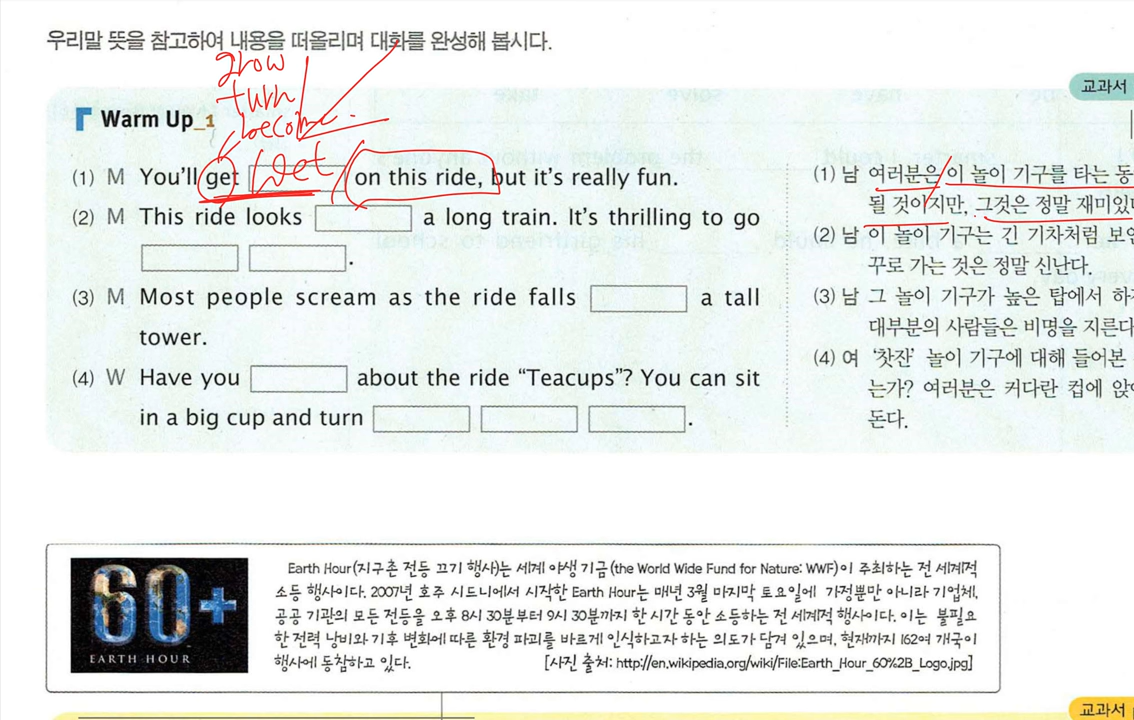 우리말 뜻을 참고하여 내용을 떠올리며 대화를 완성해 봅시다.
grow
turn
become.
교과서
Warm Up_1
(1) M You'll get wet on this ride, but it's really fun.
(2) M This ride looks a long train. It's thrilling to go
.
(3) M Most people scream as the ride falls a tall
tower.
(4) W Have you about the ride “Teacups”? You can sit
in a big cup and turn .
(1) 남 여러분은 이 놀이 기구를 타는 동
될 것이지만, 그것은 정말 재미있
(2) 남 이 놀이 기구는 긴 기차처럼 보
꾸로 가는 것은 정말 신난다.
(3) 남 그 놀이 기구가 높은 탑에서 하
대부분의 사람들은 비명을 지른다
(4) 여 ‘찻잔’ 놀이 기구에 대해 들어본
는가? 여러분은 커다란 컵에 앉
돈다.
60+
EARTH HOUR
Earth Hour(지구촌 전등 끄기 행사)는 세계 야생 기금(the World Wide Fund for Nature: WWF)이 주최하는 전 세계적
소등 행사이다. 2007년 호주 시드니에서 시작한 Earth Hour는 매년 3월 마지막 토요일에 가정뿐만 아니라 기업체,
공공 기관의 모든 전등을 오후 8시 30분부터 9시 30분까지 한 시간 동안 소등하는 전 세계적 행사이다. 이는 불필요
한 전력 낭비와 기후 변화에 따른 환경 파괴를 바르게 인식하고자 하는 의도가 담겨 있으며, 현재까지 162여 개국이
행사에 동참하고 있다. [사진 출처: http://en.wikipedia.org/wiki/File:Earth_Hour_60%2B_Logo.jpg]
교과서